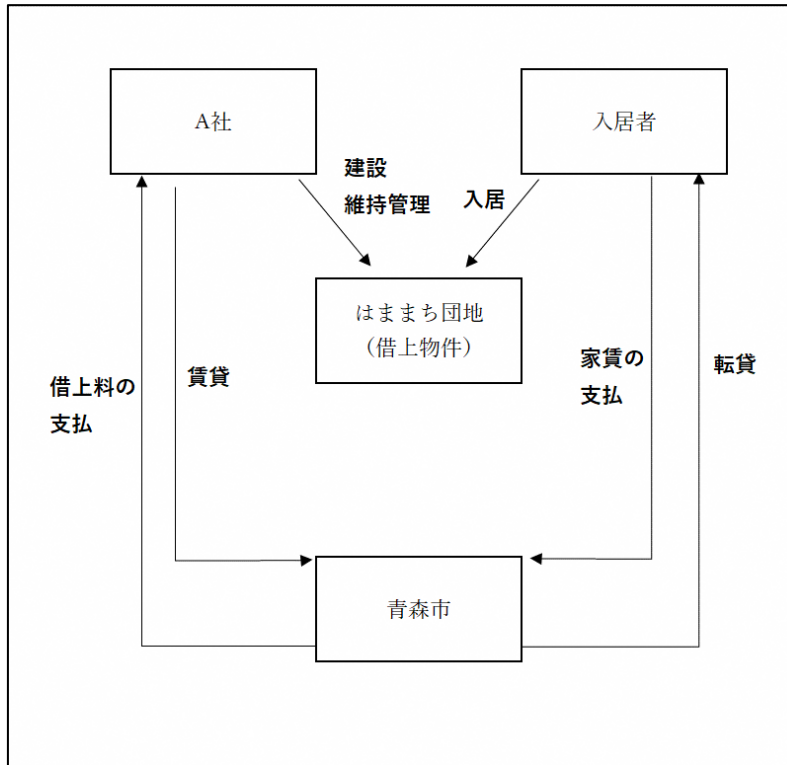 A社
入居者
建設
維持管理
入居
はままち団地
（借上物件）
借上料の
支払
賃貸
家賃の
支払
転貸
青森市